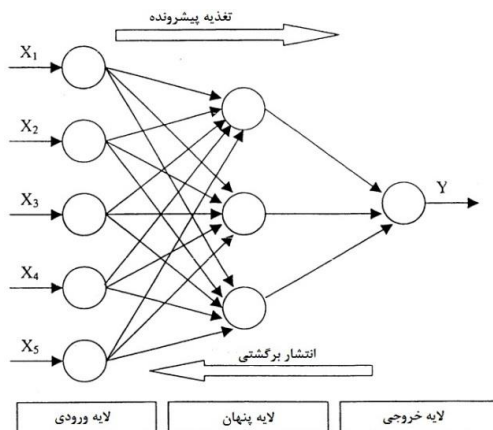 تغذیه پیشرونده
X1
X2
X3
X4
X5
Y
انتشار برگشتی
لایه ورودی
لایه پنهان
لایه خروجی